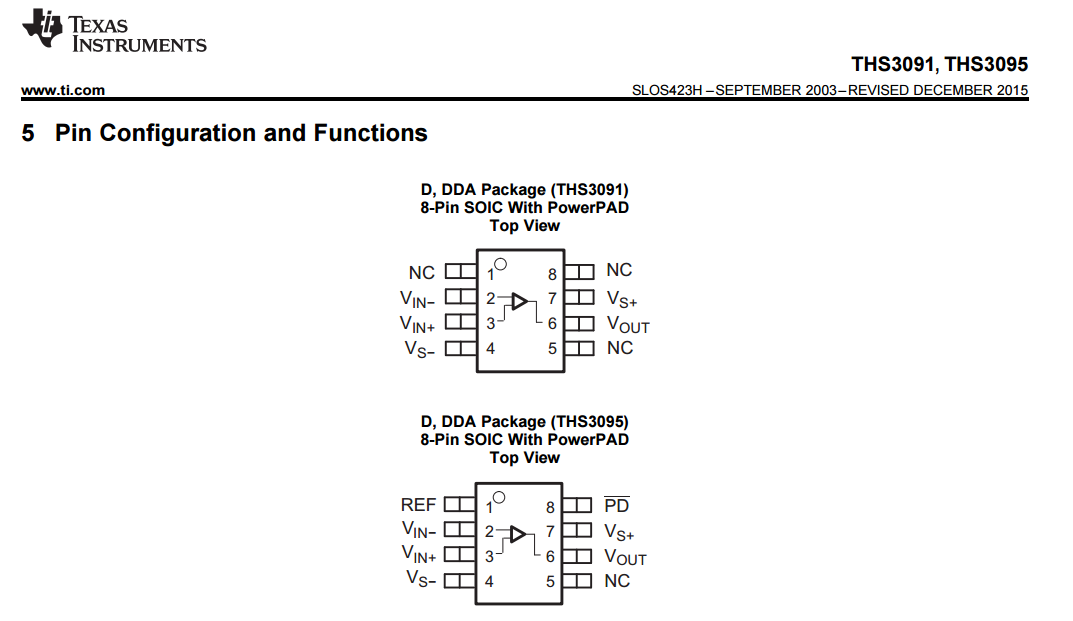 TEXAS
INSTRUMENTS
THS3091, THS3095
www.ti.com
SLOS423H – SEPTEMBER 2003 – REVISED DECEMBER 2015
5 Pin Configuration and Functions
D, DDA Package (THS3091)
8-Pin SOIC With PowerPAD
Top View
NC 1 8 NC
VIN− 2 7 VS+
VIN+ 3 6 VOUT
VS− 4 5 NC
D, DDA Package (THS3095)
8-Pin SOIC With PowerPAD
Top View
REF 1 8 P̅D̅
VIN− 2 7 VS+
VIN+ 3 6 VOUT
VS− 4 5 NC